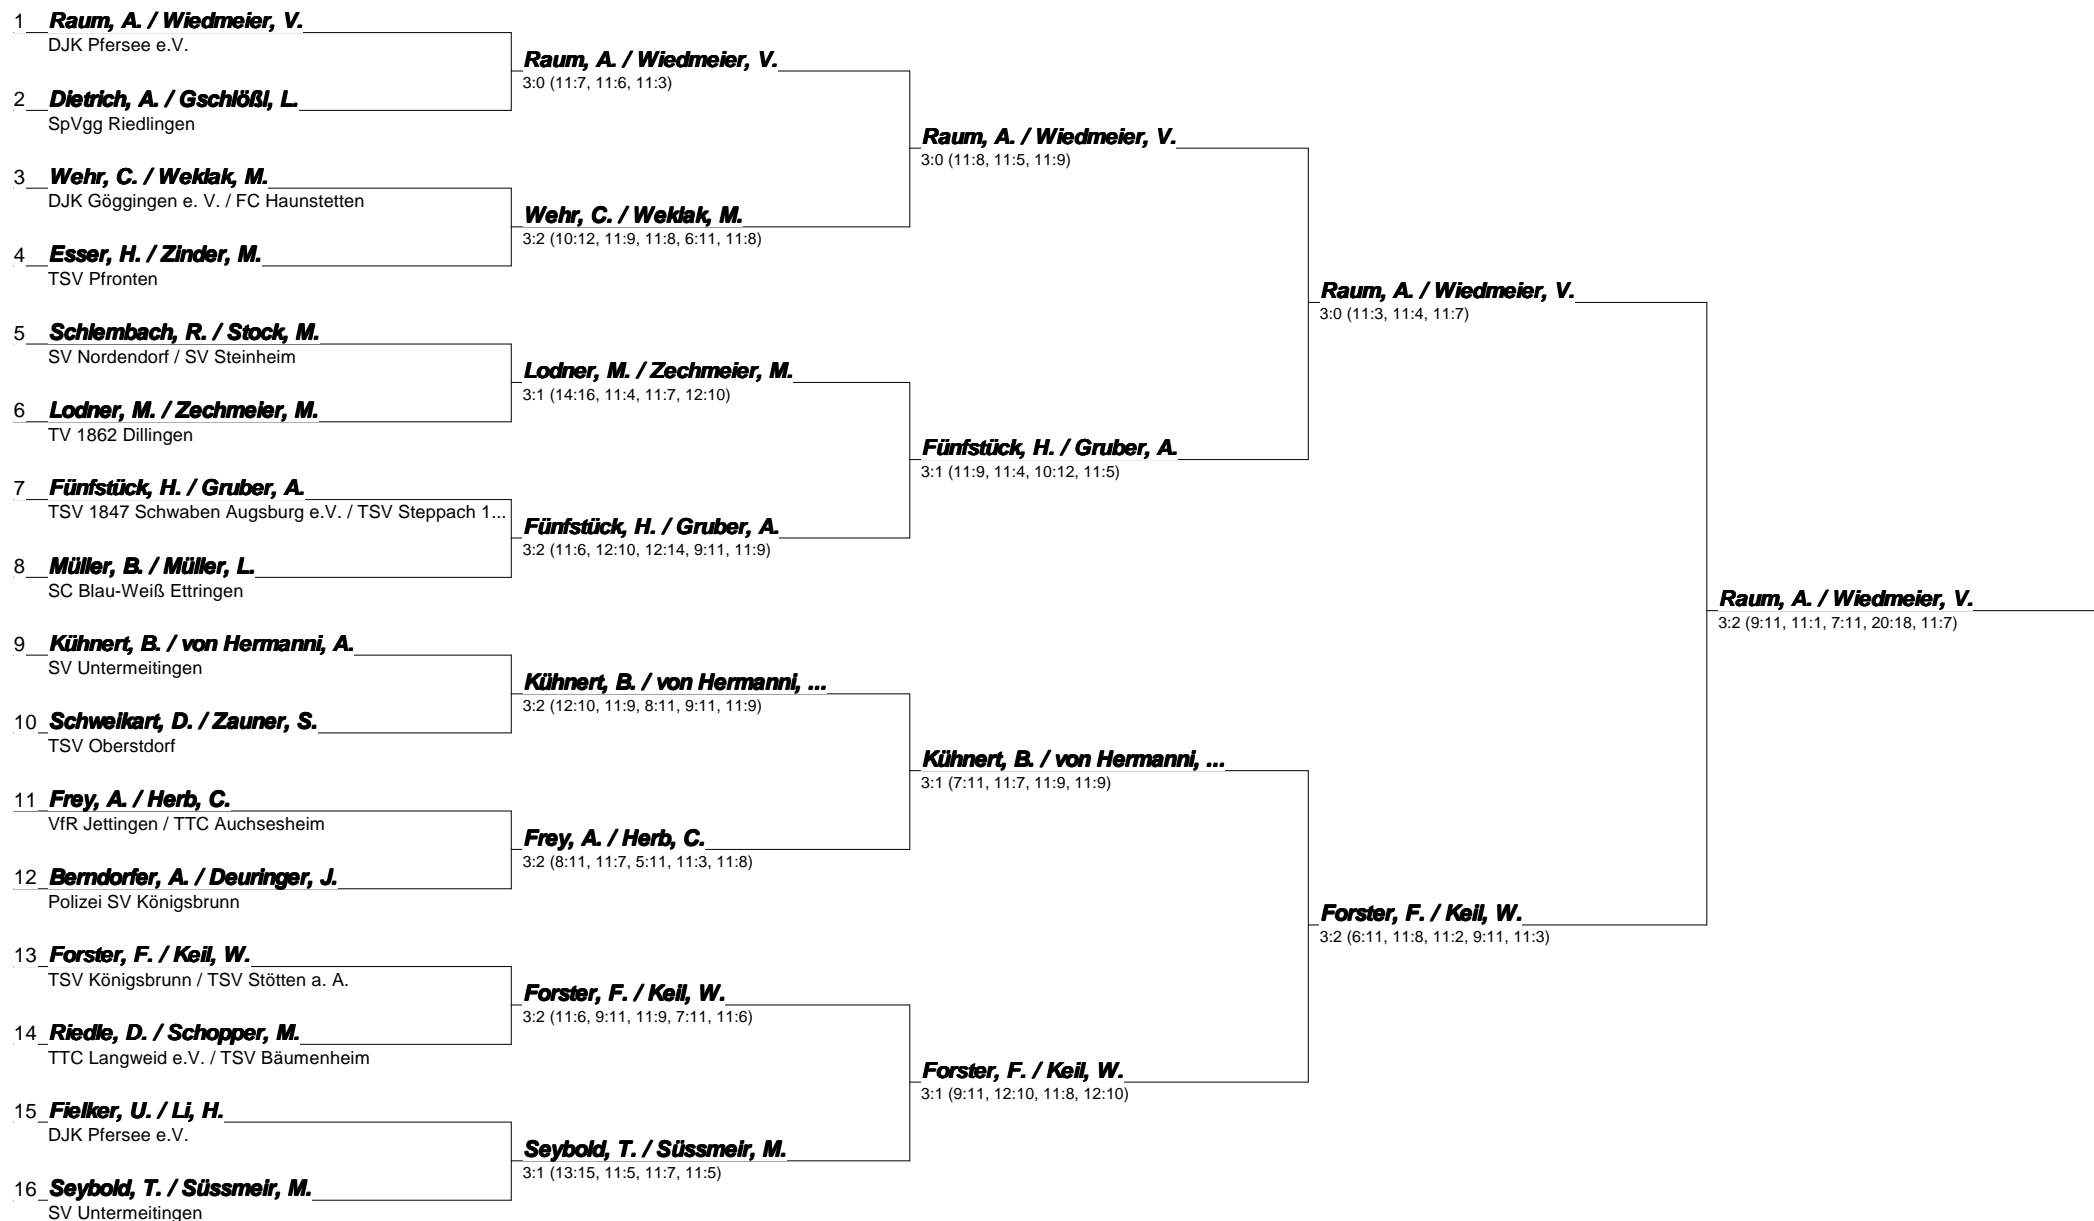 1 Raum, A. / Wiedmeier, V.
DJK Pfersee e.V.
2 Dietrich, A. / Gschlößl, L.
SpVgg Riedlingen
3 Wehr, C. / Weklak, M.
DJK Göggingen e. V. / FC Haunstetten
4 Esser, H. / Zinder, M.
TSV Pfronten
5 Schlembach, R. / Stock, M.
SV Nordendorf / SV Steinheim
6 Lodner, M. / Zechmeier, M.
TV 1862 Dillingen
7 Fünfstück, H. / Gruber, A.
TSV 1847 Schwaben Augsburg e.V. / TSV Steppach 1...
8 Müller, B. / Müller, L.
SC Blau-Weiß Ettringen
9 Kühnert, B. / von Hermanni, A.
SV Untermeitingen
10 Schweikart, D. / Zauner, S.
TSV Oberstdorf
11 Frey, A. / Herb, C.
VfR Jettingen / TTC Auchsesheim
12 Berndorfer, A. / Deuringer, J.
Polizei SV Königsbrunn
13 Forster, F. / Keil, W.
TSV Königsbrunn / TSV Stötten a. A.
14 Riedle, D. / Schopper, M.
TTC Langweid e.V. / TSV Bäumenheim
15 Fielker, U. / Li, H.
DJK Pfersee e.V.
16 Seybold, T. / Süssmeir, M.
SV Untermeitingen
Raum, A. / Wiedmeier, V.
3:0 (11:7, 11:6, 11:3)
Wehr, C. / Weklak, M.
3:2 (10:12, 11:9, 11:8, 6:11, 11:8)
Lodner, M. / Zechmeier, M.
3:1 (14:16, 11:4, 11:7, 12:10)
Fünfstück, H. / Gruber, A.
3:2 (11:6, 12:10, 12:14, 9:11, 11:9)
Kühnert, B. / von Hermanni, ...
3:2 (12:10, 11:9, 8:11, 9:11, 11:9)
Frey, A. / Herb, C.
3:2 (8:11, 11:7, 5:11, 11:3, 11:8)
Forster, F. / Keil, W.
3:2 (11:6, 9:11, 11:9, 7:11, 11:6)
Seybold, T. / Süssmeir, M.
3:1 (13:15, 11:5, 11:7, 11:5)
Raum, A. / Wiedmeier, V.
3:0 (11:8, 11:5, 11:9)
Fünfstück, H. / Gruber, A.
3:1 (11:9, 11:4, 10:12, 11:5)
Kühnert, B. / von Hermanni, ...
3:1 (7:11, 11:7, 11:9, 11:9)
Forster, F. / Keil, W.
3:1 (9:11, 12:10, 11:8, 12:10)
Raum, A. / Wiedmeier, V.
3:0 (11:3, 11:4, 11:7)
Forster, F. / Keil, W.
3:2 (6:11, 11:8, 11:2, 9:11, 11:3)
Raum, A. / Wiedmeier, V.
3:2 (9:11, 11:1, 7:11, 20:18, 11:7)